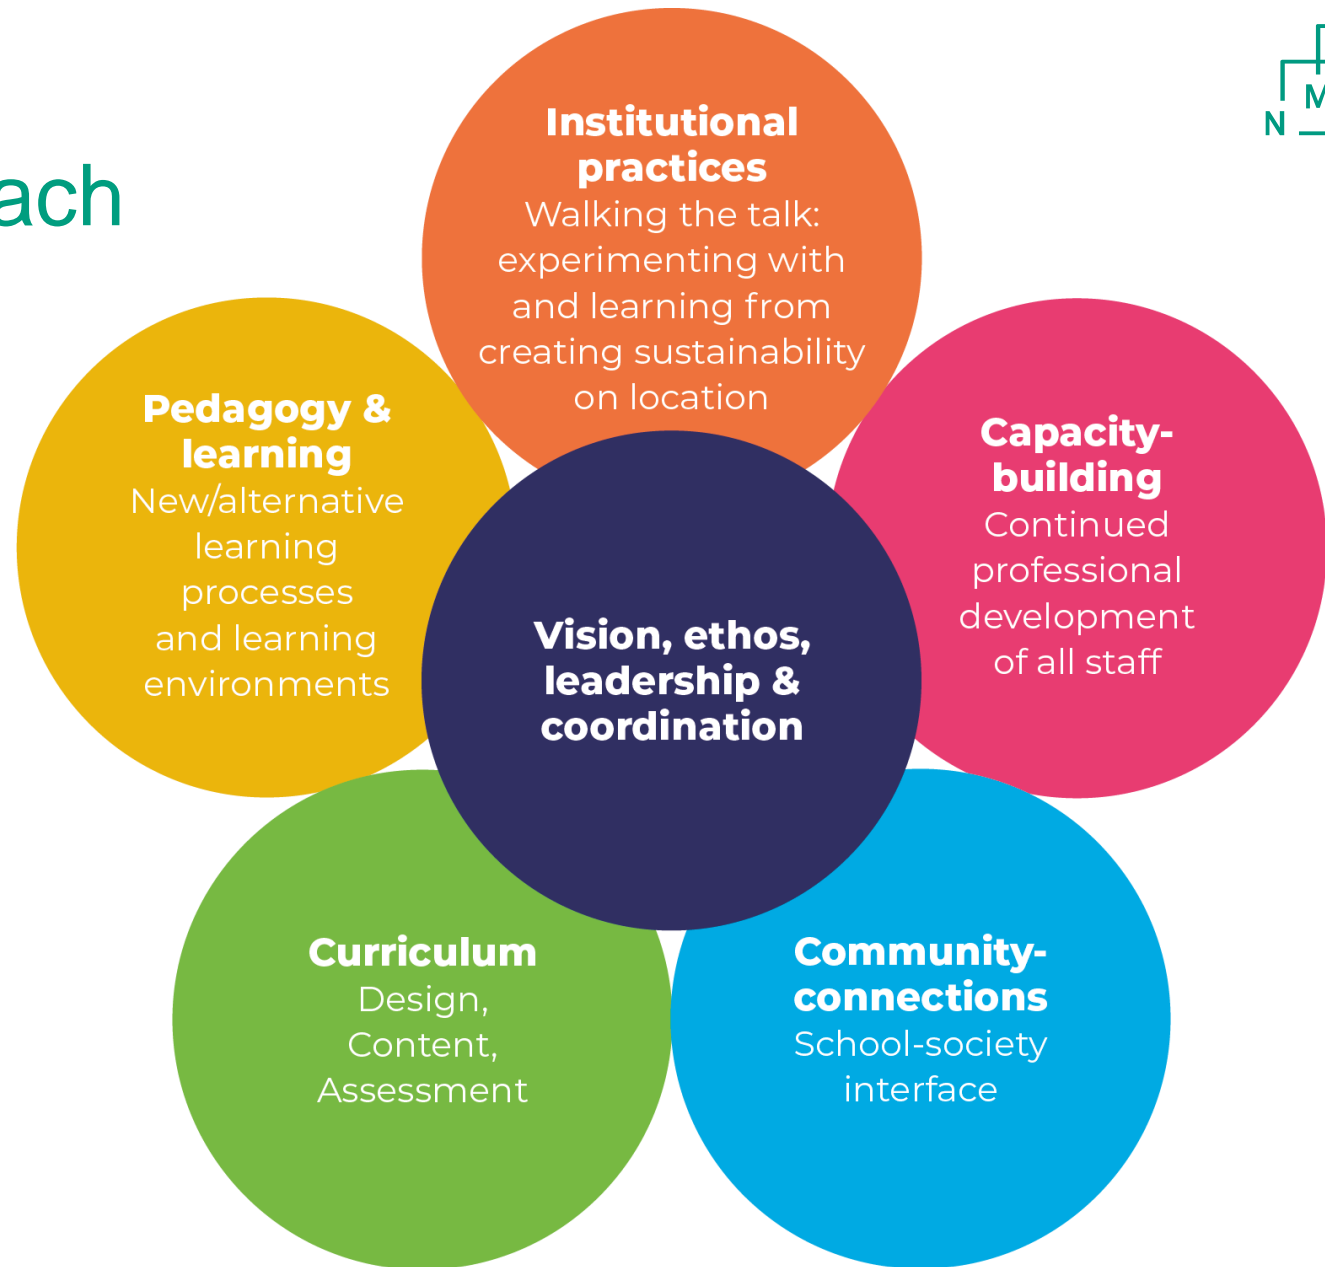 ach
N M
Institutional
practices
Walking the talk:
experimenting with
and learning from
creating sustainability
on location
Pedagogy &
learning
New/alternative
learning
processes
and learning
environments
Capacity-
building
Continued
professional
development
of all staff
Vision, ethos,
leadership &
coordination
Curriculum
Design,
Content,
Assessment
Community-
connections
School-society
interface